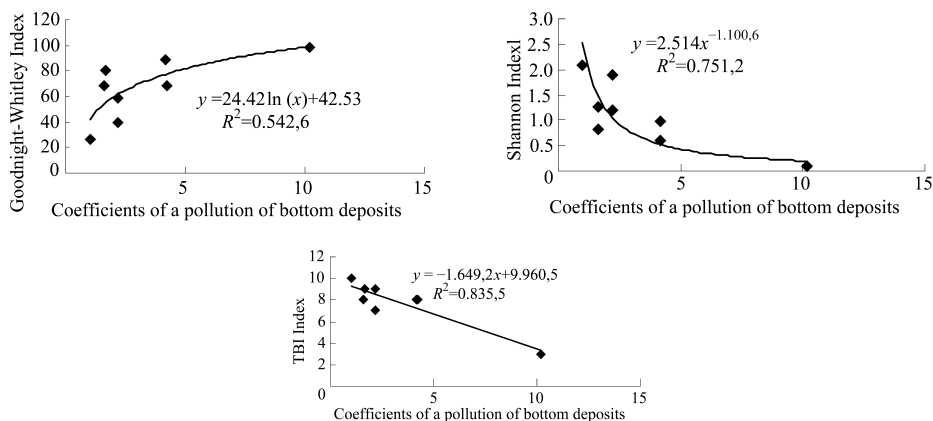 Goodnight-Whitley Index
120
100
80
60
40
20
0
5
10
15
y =24.42 ln (x)+42.53
R²=0.542,6
Coefficients of a pollution of bottom deposits
Shannon Indexl
3.0
2.5
2.0
1.5
1.0
0.5
0
5
10
15
y =2.514x⁻¹·¹⁰⁰,⁶
R²=0.751,2
Coefficients of a pollution of bottom deposits
TBI Index
12
10
8
6
4
2
0
5
10
15
y = −1.649,2x+9.960,5
R²=0.835,5
Coefficients of a pollution of bottom deposits